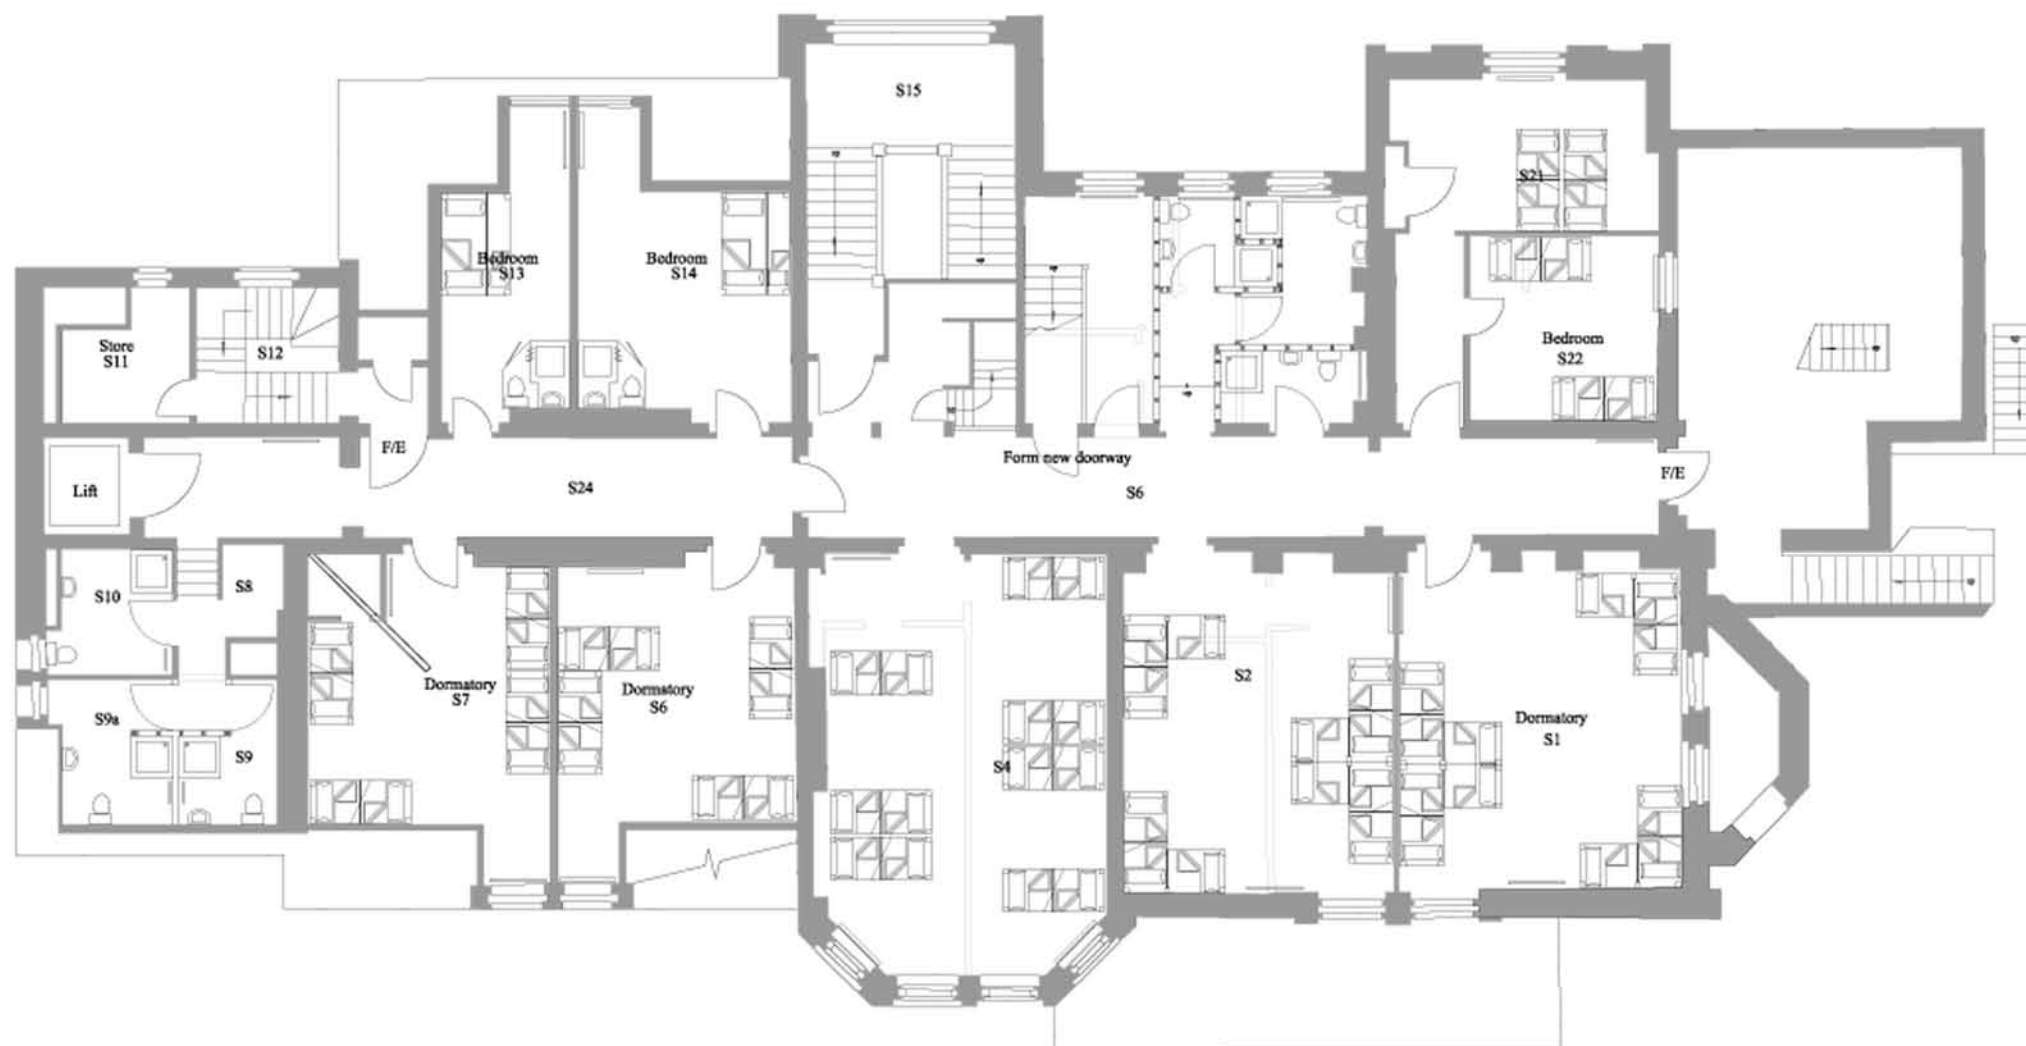 S15
S21
Bedroom
S13
Bedroom
S14
Store
S11
S12
Bedroom
S22
F/E
Form new doorway
F/E
Lift
S24
S6
S10
S8
S2
Dormatory
S7
Dormatory
S6
S9a
Dormatory
S1
S9
S4